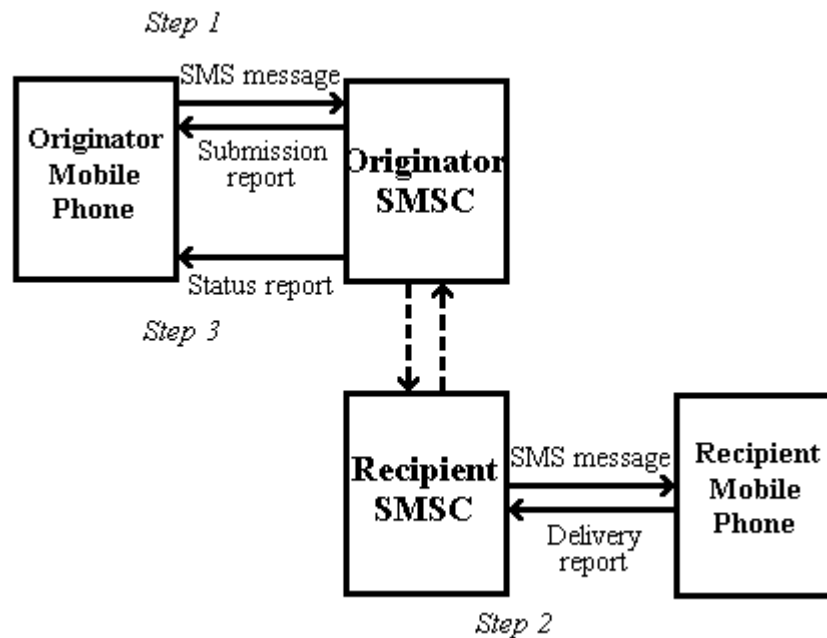 Step 1
SMS message
Originator
Mobile
Phone
Submission
report
Originator
SMSC
Status report
Step 3
Recipient
SMSC
SMS message
Delivery
report
Recipient
Mobile
Phone
Step 2